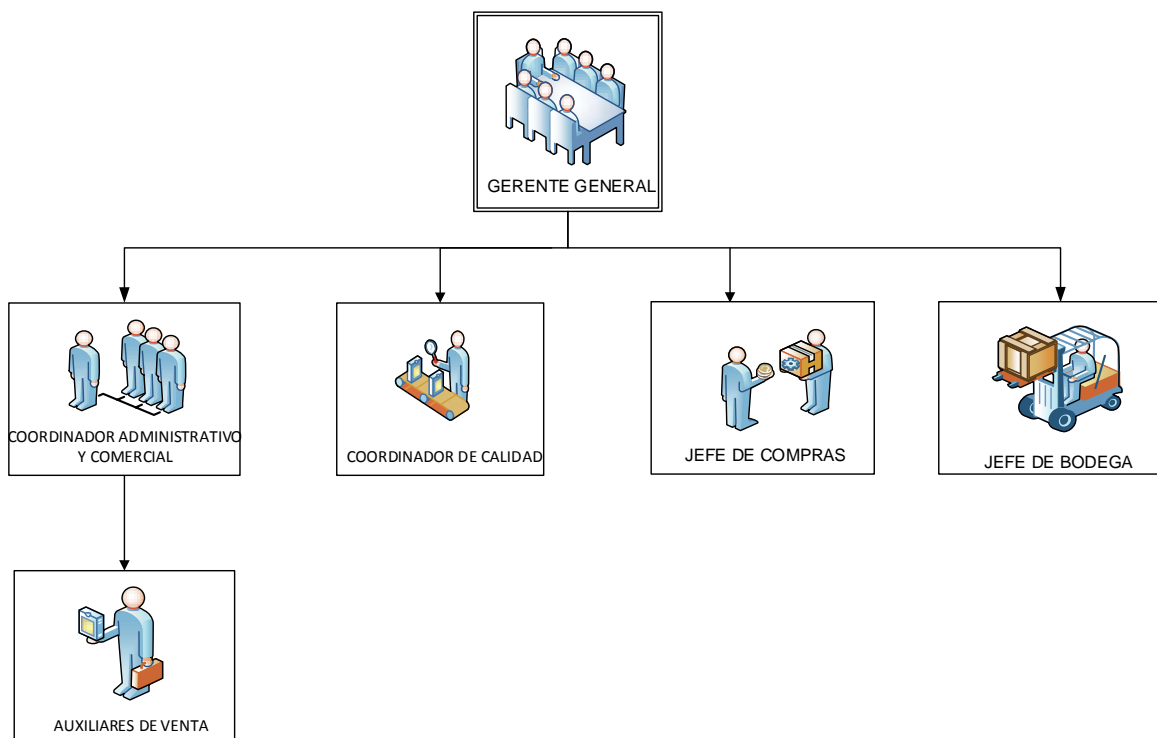 GERENTE GENERAL
COORDINADOR ADMINISTRATIVO
Y COMERCIAL
COORDINADOR DE CALIDAD
JEFE DE COMPRAS
JEFE DE BODEGA
AUXILIARES DE VENTA